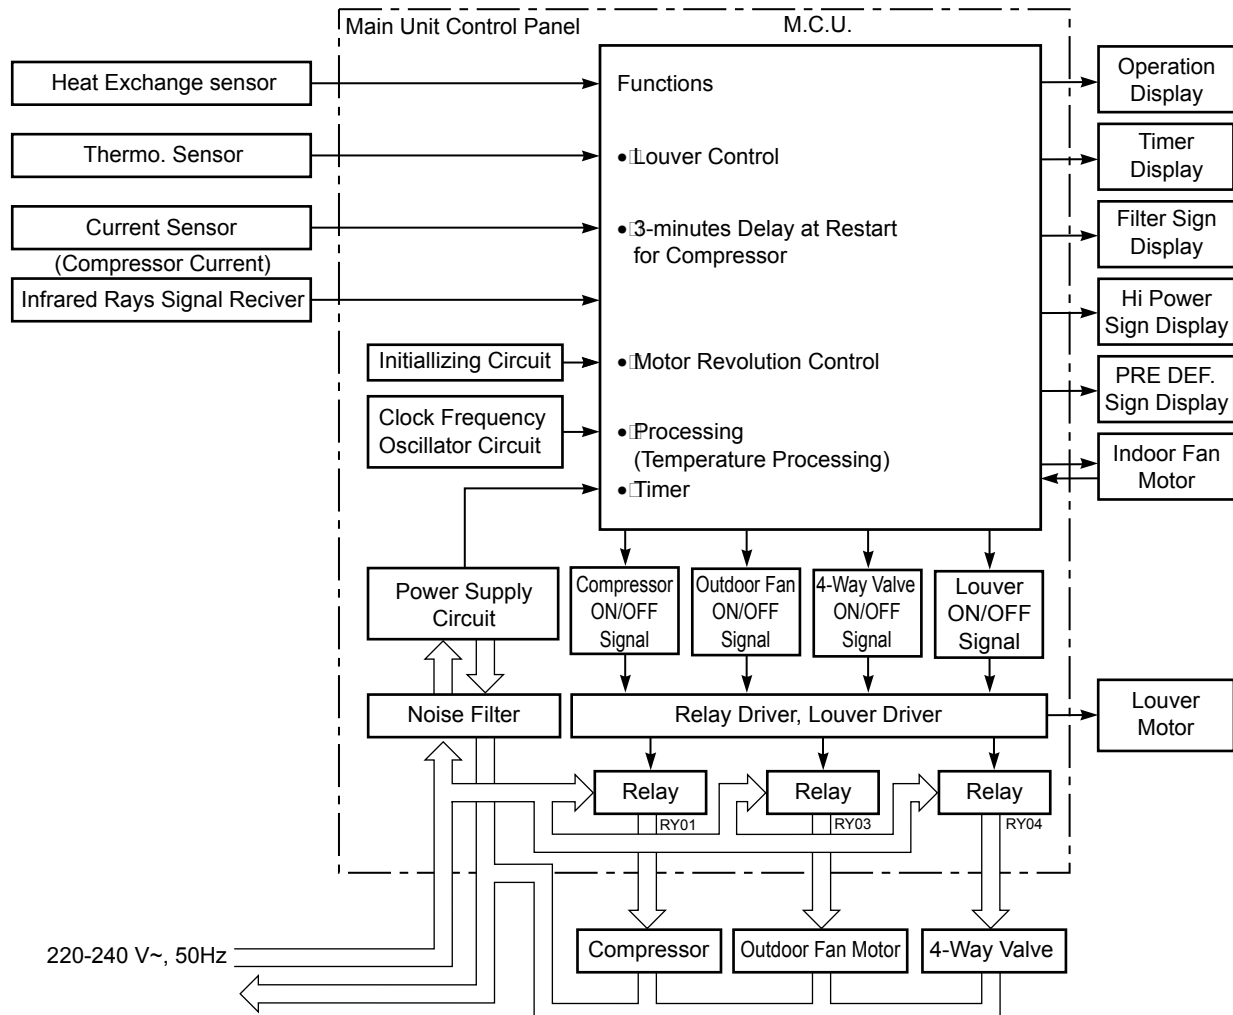 Main Unit Control Panel
M.C.U.
Heat Exchange sensor
Thermo. Sensor
Current Sensor
(Compressor Current)
Infrared Rays Signal Reciver
Initiallizing Circuit
Clock Frequency
Oscillator Circuit
Power Supply
Circuit
Noise Filter
Functions
• Louver Control
• 3-minutes Delay at Restart
for Compressor
• Motor Revolution Control
• Processing
(Temperature Processing)
• Timer
Operation
Display
Timer
Display
Filter Sign
Display
Hi Power
Sign Display
PRE DEF.
Sign Display
Indoor Fan
Motor
Compressor
ON/OFF
Signal
Outdoor Fan
ON/OFF
Signal
4-Way Valve
ON/OFF
Signal
Louver
ON/OFF
Signal
Relay Driver, Louver Driver
Louver
Motor
Relay
RY01
Relay
RY03
Relay
RY04
Compressor
Outdoor Fan Motor
4-Way Valve
220-240 V~, 50Hz